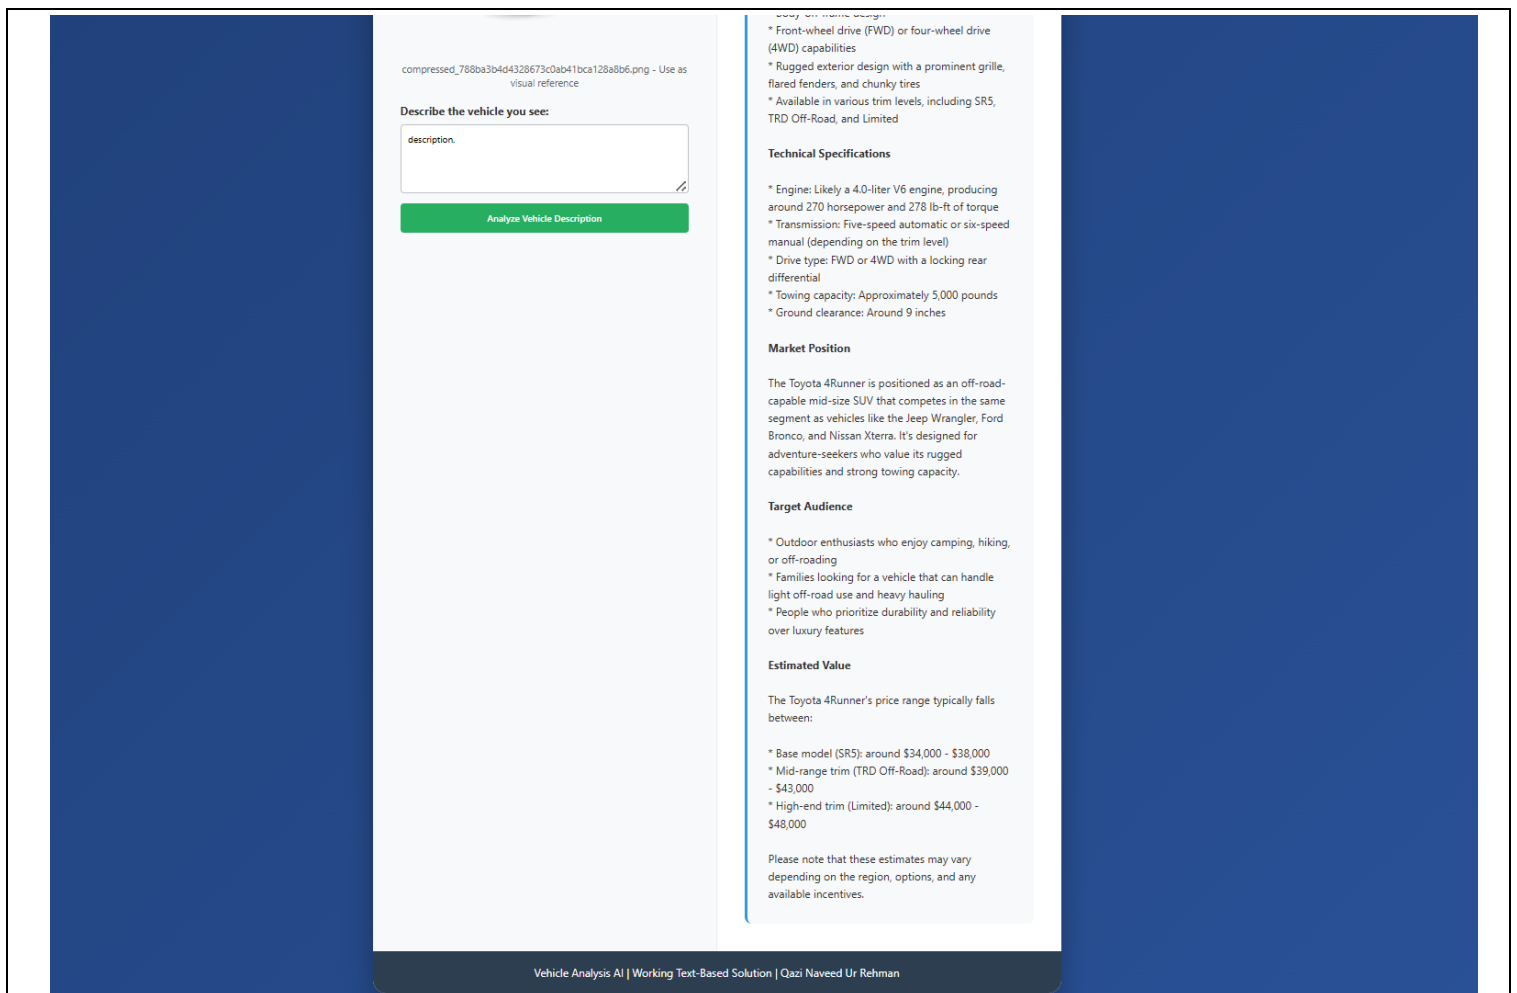 compressed_788ba3b4d4328673c0ab41bca128a8b6.png - Use as
visual reference
Describe the vehicle you see:
description.
Analyze Vehicle Description
* Body-on-frame design
* Front-wheel drive (FWD) or four-wheel drive
(4WD) capabilities
* Rugged exterior design with a prominent grille,
flared fenders, and chunky tires
* Available in various trim levels, including SR5,
TRD Off-Road, and Limited
Technical Specifications
* Engine: Likely a 4.0-liter V6 engine, producing
around 270 horsepower and 278 lb-ft of torque
* Transmission: Five-speed automatic or six-speed
manual (depending on the trim level)
* Drive type: FWD or 4WD with a locking rear
differential
* Towing capacity: Approximately 5,000 pounds
* Ground clearance: Around 9 inches
Market Position
The Toyota 4Runner is positioned as an off-road-
capable mid-size SUV that competes in the same
segment as vehicles like the Jeep Wrangler, Ford
Bronco, and Nissan Xterra. It's designed for
adventure-seekers who value its rugged
capabilities and strong towing capacity.
Target Audience
* Outdoor enthusiasts who enjoy camping, hiking,
or off-roading
* Families looking for a vehicle that can handle
light off-road use and heavy hauling
* People who prioritize durability and reliability
over luxury features
Estimated Value
The Toyota 4Runner's price range typically falls
between:
* Base model (SR5): around $34,000 - $38,000
* Mid-range trim (TRD Off-Road): around $39,000
- $43,000
* High-end trim (Limited): around $44,000 -
$48,000
Please note that these estimates may vary
depending on the region, options, and any
available incentives.
Vehicle Analysis AI | Working Text-Based Solution | Qazi Naveed Ur Rehman